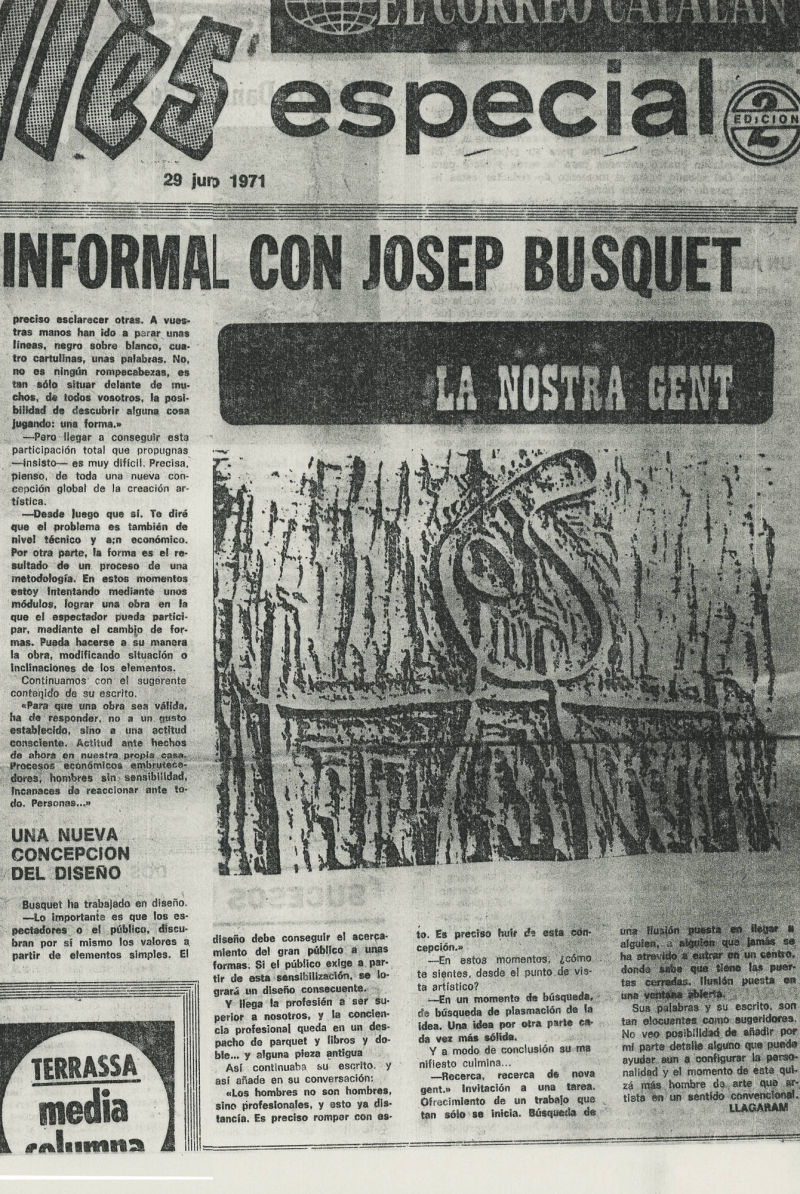 llès
EL CORREO CATALAN
especial
2
EDICION
29 juro 1971
INFORMAL CON JOSEP BUSQUET
preciso esclarecer otras. A vues-
tras manos han ido a parar unas
líneas, negro sobre blanco, cua-
tro cartulinas, unas palabras. No,
no es ningún rompecabezas, es
tan sólo situar delante de mu-
chos, de todos vosotros, la posi-
bilidad de descubrir alguna cosa
jugando: una forma.»
—Pero llegar a conseguir esta
participación total que propugnas
—insisto— es muy difícil. Precisa,
pienso, de toda una nueva con-
cepción global de la creación ar-
tística.
—Desde luego que sí. Te diré
que el problema es también de
nivel técnico y a;n económico.
Por otra parte, la forma es el re-
sultado de un proceso de una
metodología. En estos momentos
estoy intentando mediante unos
módulos, lograr una obra en la
que el espectador pueda partici-
par, mediante el cambio de for-
mas. Pueda hacerse a su manera
la obra, modificando situación o
inclinaciones de los elementos.
Continuamos con el sugerente
contenido de su escrito.
«Para que una obra sea válida,
ha de responder, no a un gusto
establecido, sino a una actitud
consciente. Actitud ante hechos
de ahora en nuestra propia casa.
Procesos económicos embrutece-
dores, hombres sin sensibilidad,
incapaces de reaccionar ante to-
do. Personas...»
UNA NUEVA
CONCEPCION
DEL DISEÑO
Busquet ha trabajado en diseño.
—Lo importante es que los es-
pectadores o el público, descu-
bran por sí mismo los valores a
partir de elementos simples. El
TERRASSA
media
columna
LA NOSTRA GENT
diseño debe conseguir el acerca-
miento del gran público a unas
formas. Si el público exige a par-
tir de esta sensibilización, se lo-
grará un diseño consecuente.
Y llega la profesión a ser su-
perior a nosotros, y la concien-
cia profesional queda en un des-
pacho de parquet y libros y do-
ble... y alguna pieza antigua
Así continuaba su escrito, y
así añade en su conversación:
«Los hombres no son hombres,
sino profesionales, y esto ya dis-
tancia. Es preciso romper con es-
to. Es preciso huir de esta con-
cepción.»
—En estos momentos, ¿cómo
te sientes, desde el punto de vis-
ta artístico?
—En un momento de búsqueda,
de búsqueda de plasmación de la
idea. Una idea por otra parte ca-
da vez más sólida.
Y a modo de conclusión su ma
nifiesto culmina...
—Recerca, recerca de nova
gent.» Invitación a una tarea.
Ofrecimiento de un trabajo que
tan sólo se inicia. Búsqueda de
una ilusión puesta en llegar a
alguien, a alguien que jamás se
ha atrevido a entrar en un centro,
donde sabe que tiene las puer-
tas cerradas. Ilusión puesta en
una ventana abierta.
Sus palabras y su escrito, son
tan elocuentes como sugeridores.
No veo posibilidad de añadir por
mi parte detalle alguno que pueda
ayudar aun a configurar la perso-
nalidad y el momento de este qui-
zá más hombre de arte que ar-
tista en un sentido convencional.
LLAGARAM